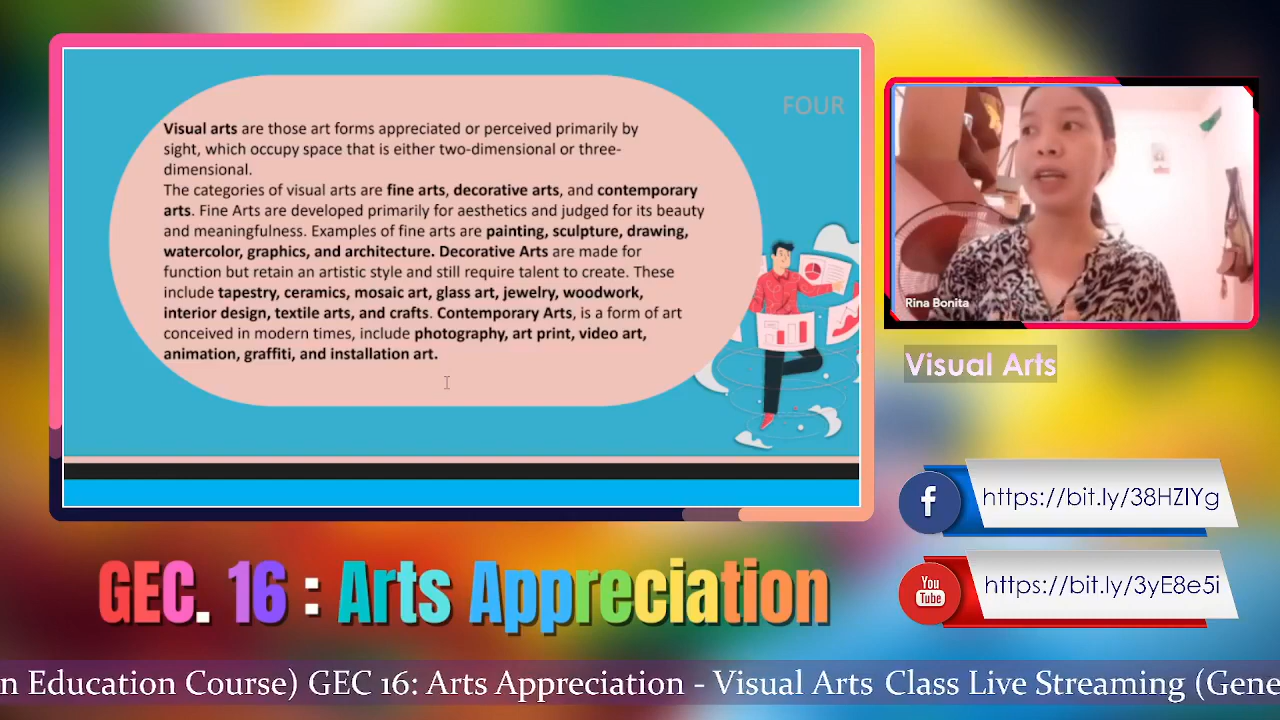 FOUR
Visual arts are those art forms appreciated or perceived primarily by
sight, which occupy space that is either two-dimensional or three-
dimensional.
The categories of visual arts are fine arts, decorative arts, and contemporary
arts. Fine Arts are developed primarily for aesthetics and judged for its beauty
and meaningfulness. Examples of fine arts are painting, sculpture, drawing,
watercolor, graphics, and architecture. Decorative Arts are made for
function but retain an artistic style and still require talent to create. These
include tapestry, ceramics, mosaic art, glass art, jewelry, woodwork,
interior design, textile arts, and crafts. Contemporary Arts, is a form of art
conceived in modern times, include photography, art print, video art,
animation, graffiti, and installation art.
Rina Bonita
Visual Arts
f
https://bit.ly/38HZIYg
You
Tube
https://bit.ly/3yE8e5i
GEC. 16 : Arts Appreciation
n Education Course) GEC 16: Arts Appreciation - Visual Arts Class Live Streaming (Gene